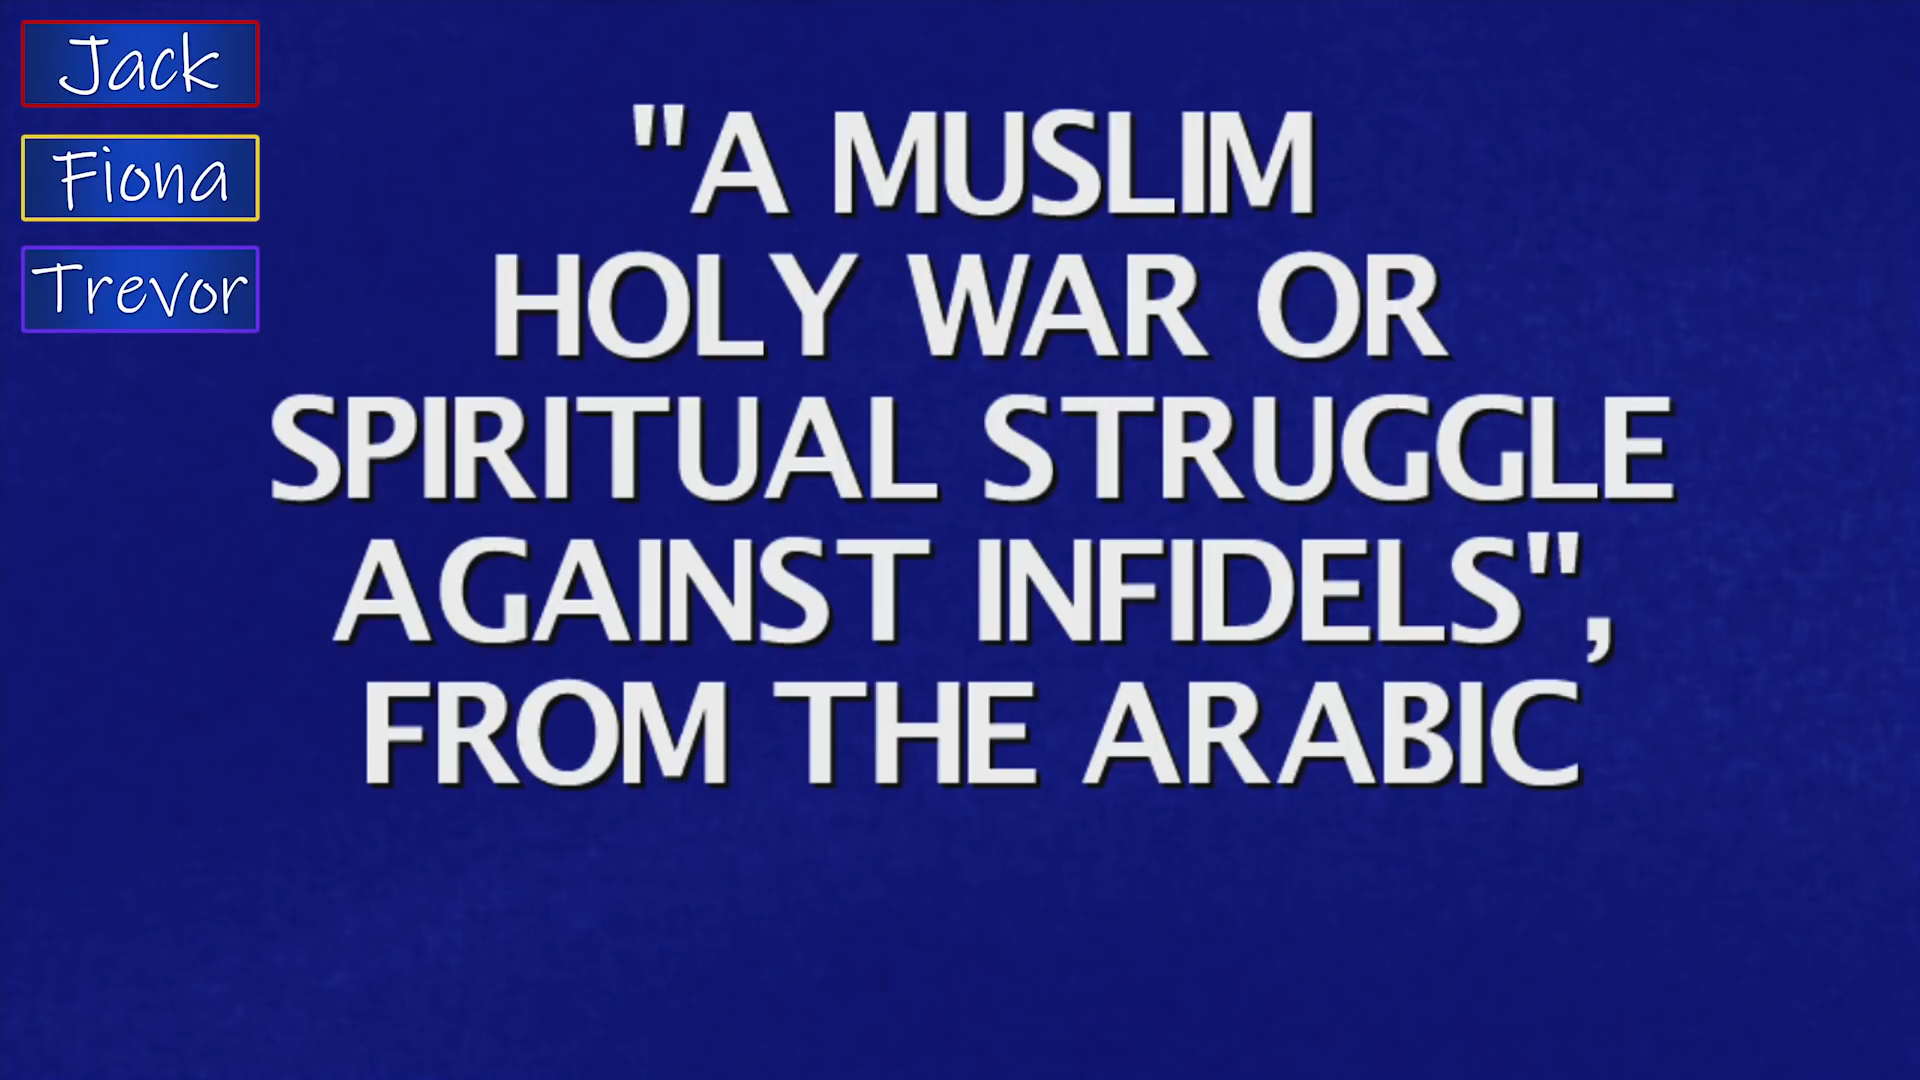 Jack
Fiona
Trevor
"A MUSLIM
HOLY WAR OR
SPIRITUAL STRUGGLE
AGAINST INFIDELS",
FROM THE ARABIC